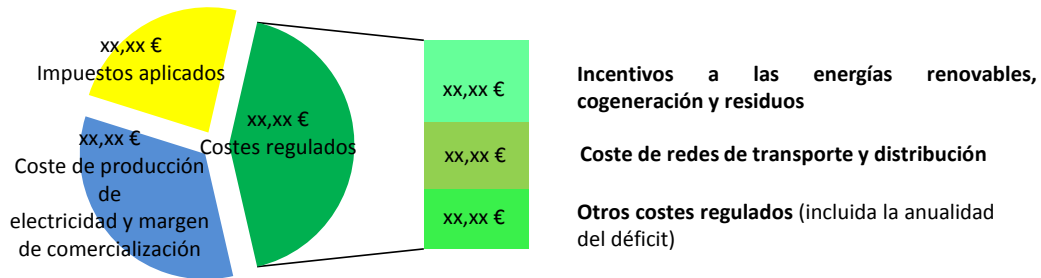 xx,xx €
Impuestos aplicados
xx,xx €
Costes regulados
xx,xx €
Coste de producción
de
electricidad y margen
de comercialización
xx,xx €
Incentivos a las energías renovables,
cogeneración y residuos
xx,xx €
Coste de redes de transporte y distribución
xx,xx €
Otros costes regulados (incluida la anualidad
del déficit)